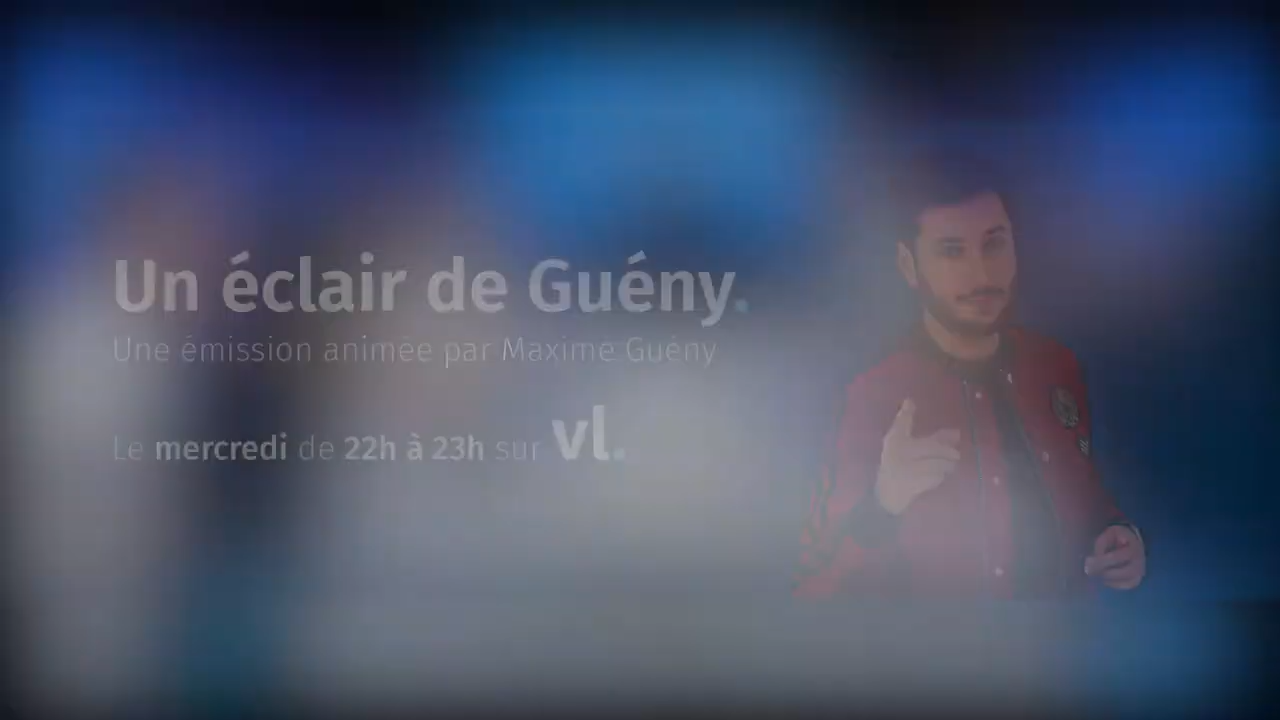 Un éclair de Guény.
Une émission animée par Maxime Guény
Le mercredi de 22h à 23h sur vl.